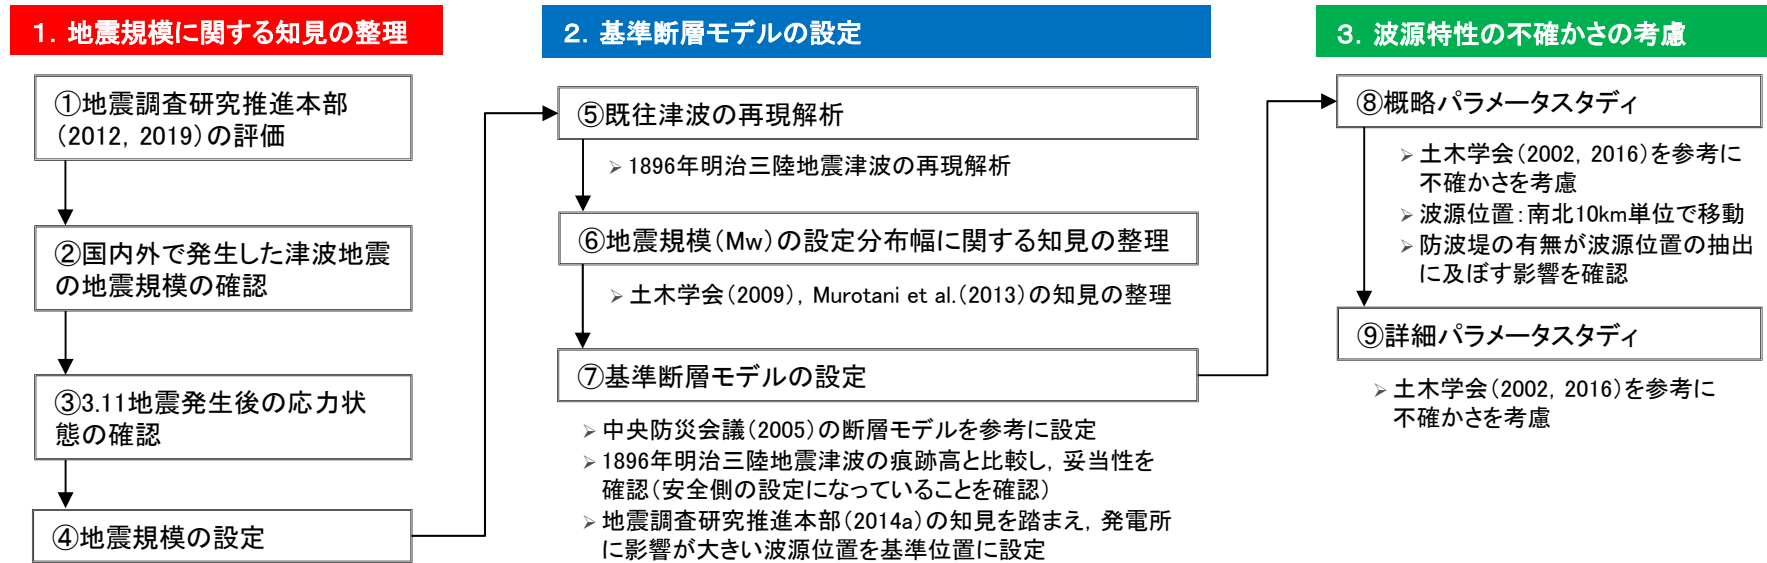 1．地震規模に関する知見の整理
①地震調査研究推進本部
（2012，2019）の評価
②国内外で発生した津波地震
の地震規模の確認
③3.11地震発生後の応力状
態の確認
④地震規模の設定
2．基準断層モデルの設定
⑤既往津波の再現解析
➢1896年明治三陸地震津波の再現解析
⑥地震規模（Mw）の設定分布幅に関する知見の整理
➢土木学会（2009），Murotani et al.（2013）の知見の整理
⑦基準断層モデルの設定
➢中央防災会議（2005）の断層モデルを参考に設定
➢1896年明治三陸地震津波の痕跡高と比較し，妥当性を
確認（安全側の設定になっていることを確認）
➢地震調査研究推進本部（2014a）の知見を踏まえ，発電所
に影響が大きい波源位置を基準位置に設定
3．波源特性の不確かさの考慮
⑧概略パラメータスタディ
➢土木学会（2002，2016）を参考に
不確かさを考慮
➢波源位置：南北10km単位で移動
➢防波堤の有無が波源位置の抽出
に及ぼす影響を確認
⑨詳細パラメータスタディ
➢土木学会（2002，2016）を参考に
不確かさを考慮